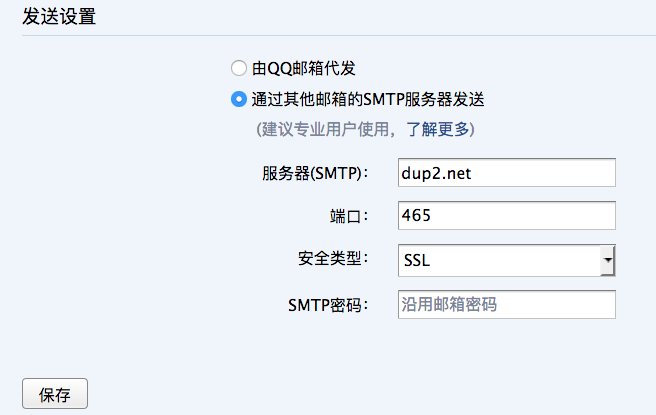 发送设置
由QQ邮箱代发
通过其他邮箱的SMTP服务器发送
(建议专业用户使用，了解更多)
服务器(SMTP)： dup2.net
端口： 465
安全类型： SSL
SMTP密码： 沿用邮箱密码
保存